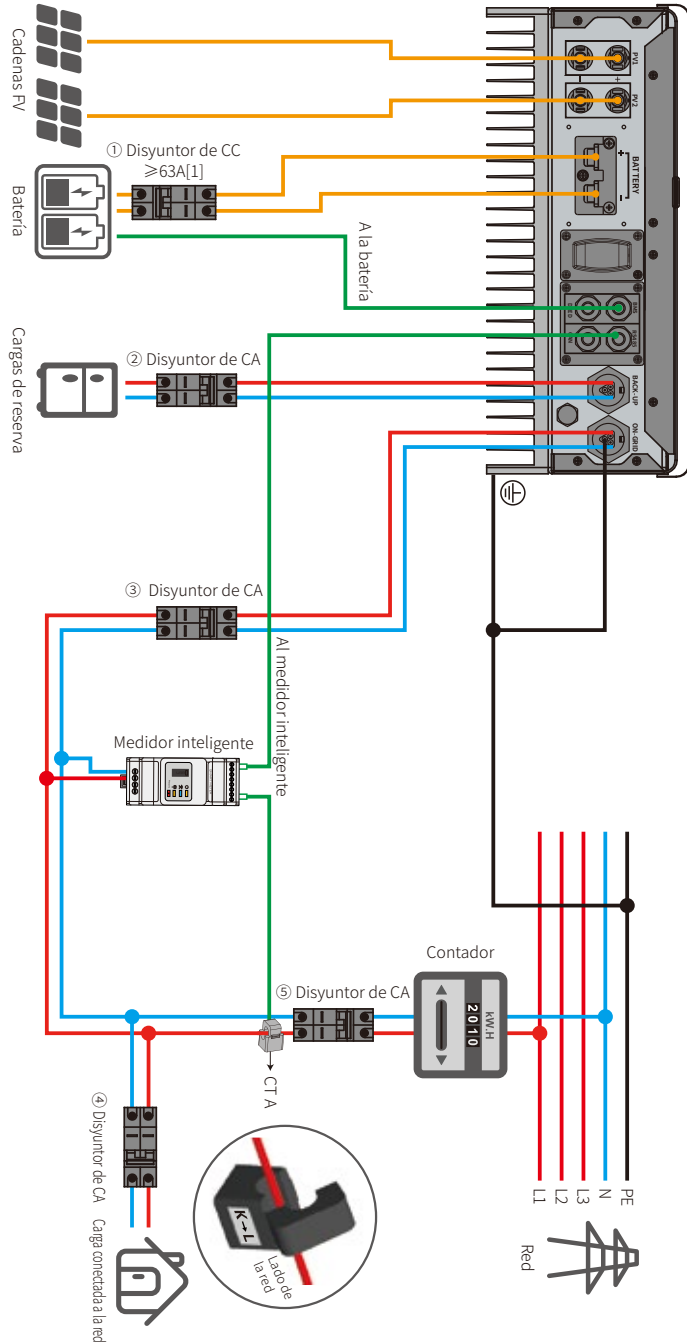 Cadenas FV
① Disyuntor de CC
≥63A[1]
Batería
A la batería
PV1
PV2
+
BATTERY
+
-
BMS
RS485
BACK-UP
ON-GRID
Cargas de reserva
② Disyuntor de CA
③ Disyuntor de CA
Al medidor inteligente
Medidor inteligente
Contador
kW.H
2010
⑤ Disyuntor de CA
CT A
④ Disyuntor de CA
Carga conectada a la red
K→L
Lado de
la red
L1
L2
L3
N
PE
Red